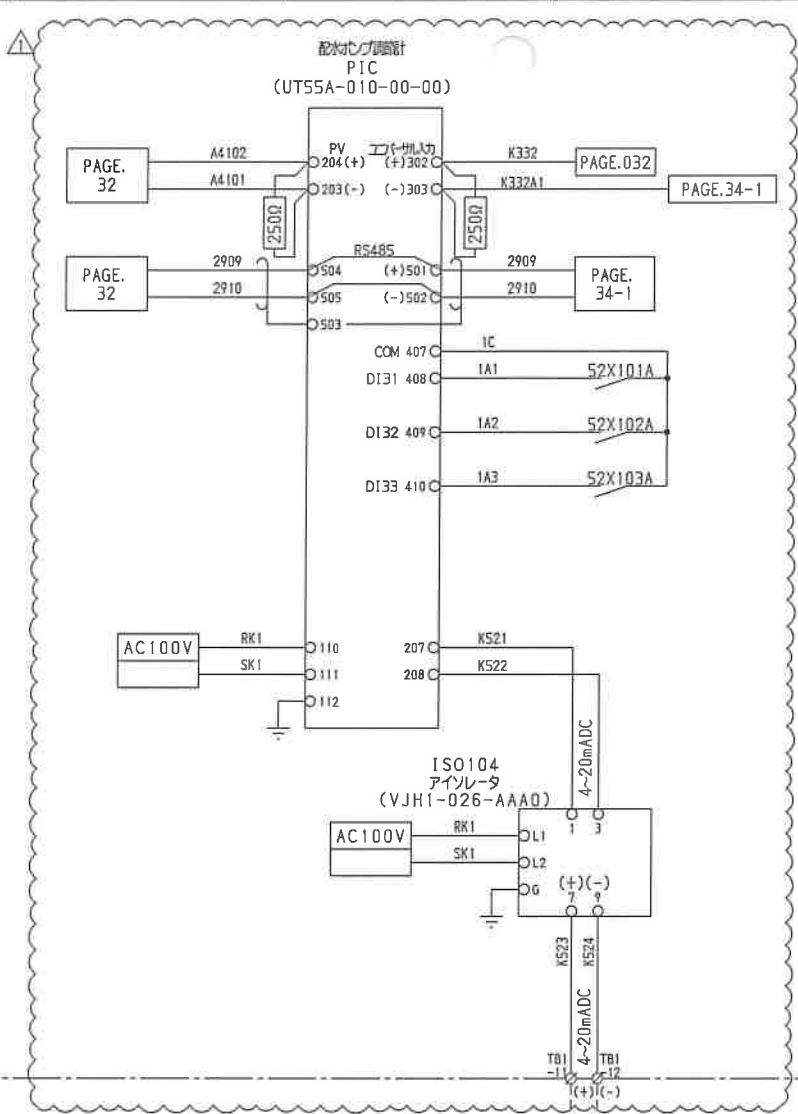 1
配水ポンプ調節計
PIC
(UT55A-010-00-00)
PV ユニバーサル入力
PAGE.
32
A4102
204(+)
(+)302
K332
PAGE.032
A4101
203(-)
(-)303
K332A1
PAGE.34-1
250Ω
250Ω
RS485
PAGE.
32
2909
504
(+)501
2909
PAGE.
34-1
2910
505
(-)502
2910
503
COM 407
1C
DI31 408
1A1
52X101A
DI32 409
1A2
52X102A
DI33 410
1A3
52X103A
AC100V
RK1
110
207
K521
SK1
111
208
K522
112
4~20mADC
ISO104
アイソレータ
(VJH1-026-AAA0)
1 3
AC100V
RK1
L1
SK1
L2
G
(+)(-)
7 9
K523
K524
4~20mADC
TB1
-11
TB1
-12
(+)(-)